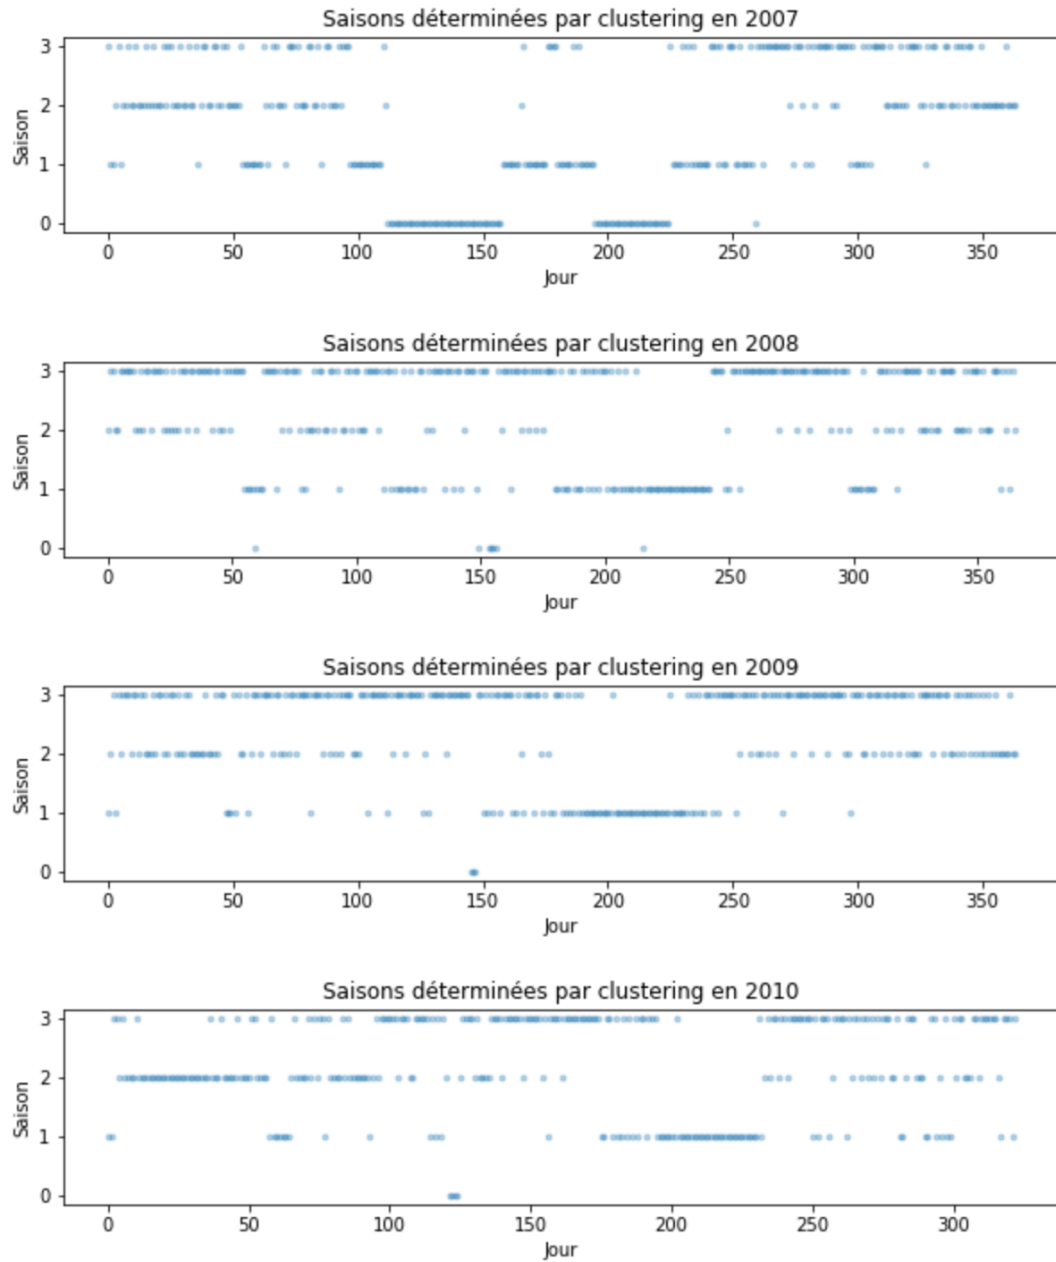 Saisons déterminées par clustering en 2007
3
2
1
0
Saison
0 50 100 150 200 250 300 350
Jour
Saisons déterminées par clustering en 2008
3
2
1
0
Saison
0 50 100 150 200 250 300 350
Jour
Saisons déterminées par clustering en 2009
3
2
1
0
Saison
0 50 100 150 200 250 300 350
Jour
Saisons déterminées par clustering en 2010
3
2
1
0
Saison
0 50 100 150 200 250 300
Jour